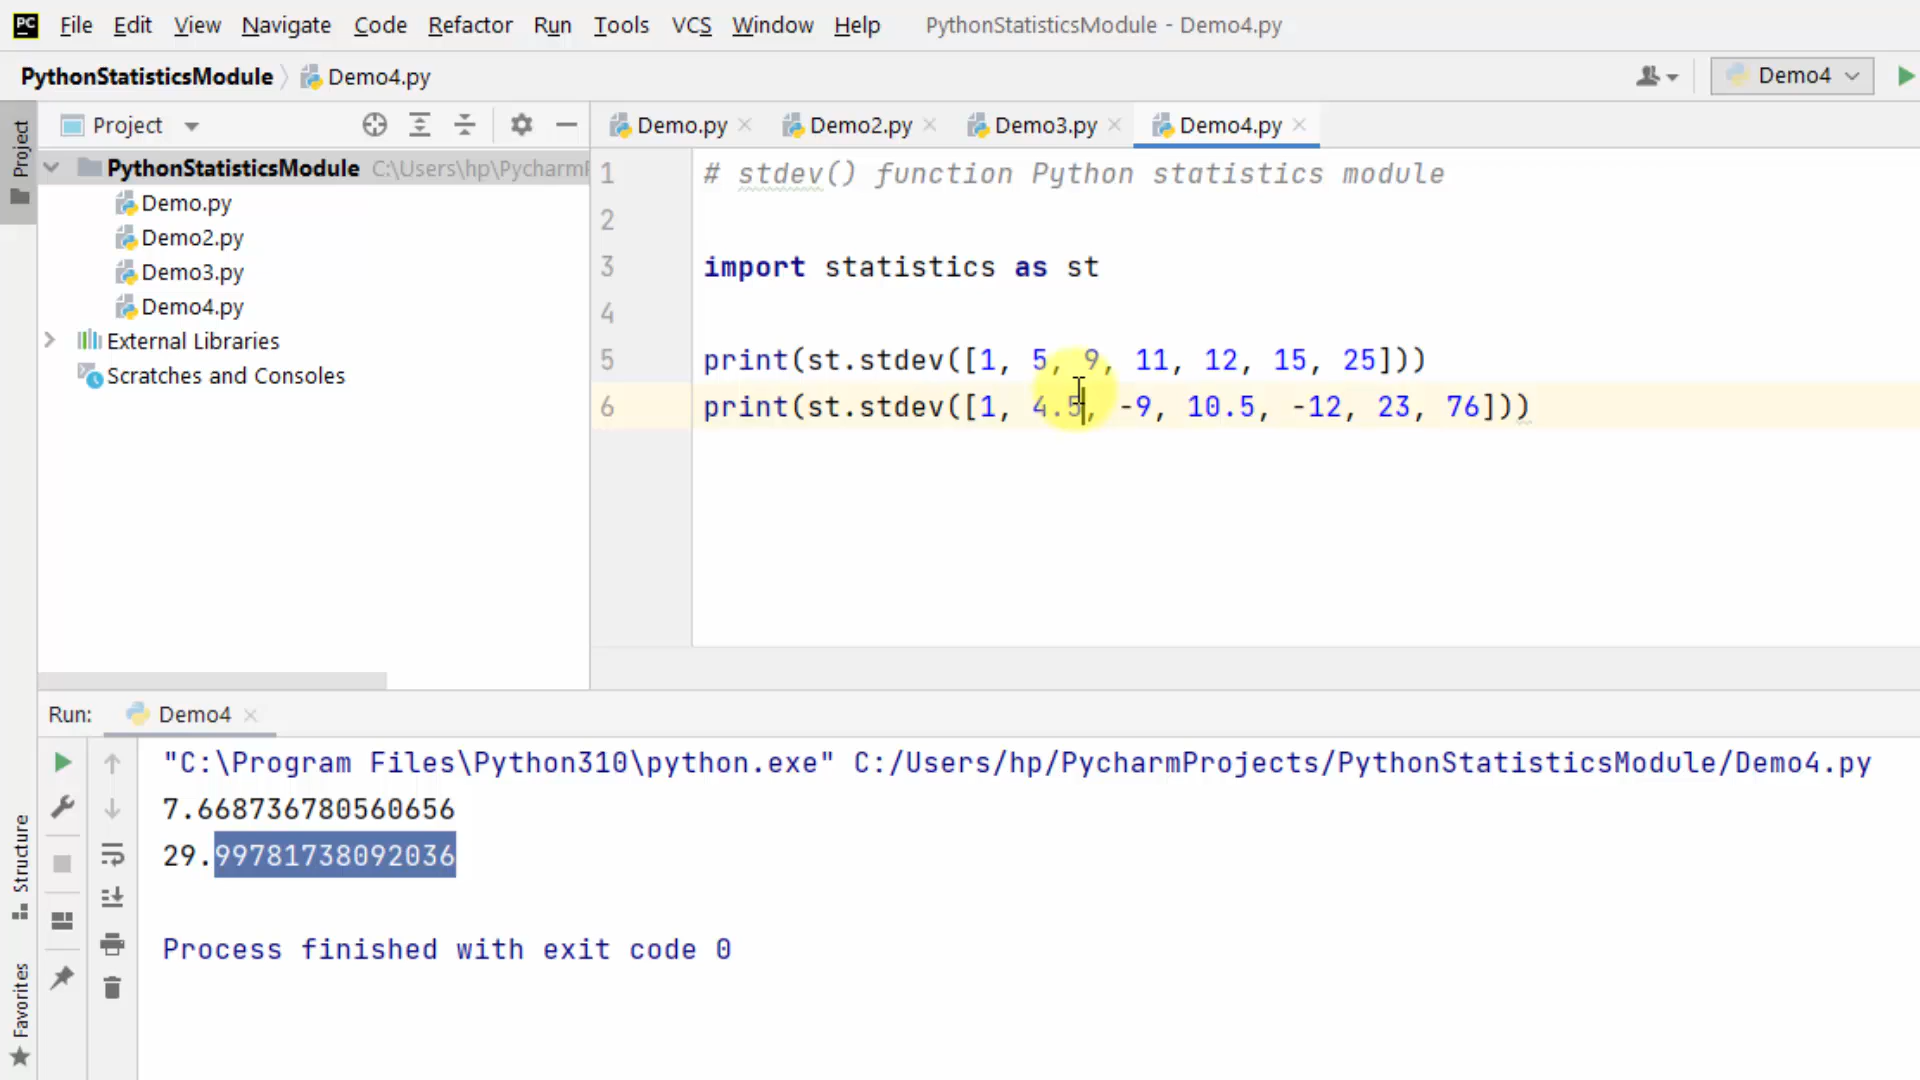 PC File Edit View Navigate Code Refactor Run Tools VCS Window Help PythonStatisticsModule - Demo4.py
PythonStatisticsModule Demo4.py Demo4
Project Demo.py Demo2.py Demo3.py Demo4.py
Project
PythonStatisticsModule C:\Users\hp\Pycharm
Demo.py
Demo2.py
Demo3.py
Demo4.py
External Libraries
Scratches and Consoles
1 # stdev() function Python statistics module
2
3 import statistics as st
4
5 print(st.stdev([1, 5, 9, 11, 12, 15, 25]))
6 print(st.stdev([1, 4.5, -9, 10.5, -12, 23, 76]))
Run: Demo4
"C:\Program Files\Python310\python.exe" C:/Users/hp/PycharmProjects/PythonStatisticsModule/Demo4.py
7.668736780560656
29.99781738092036
Process finished with exit code 0
Structure
Favorites